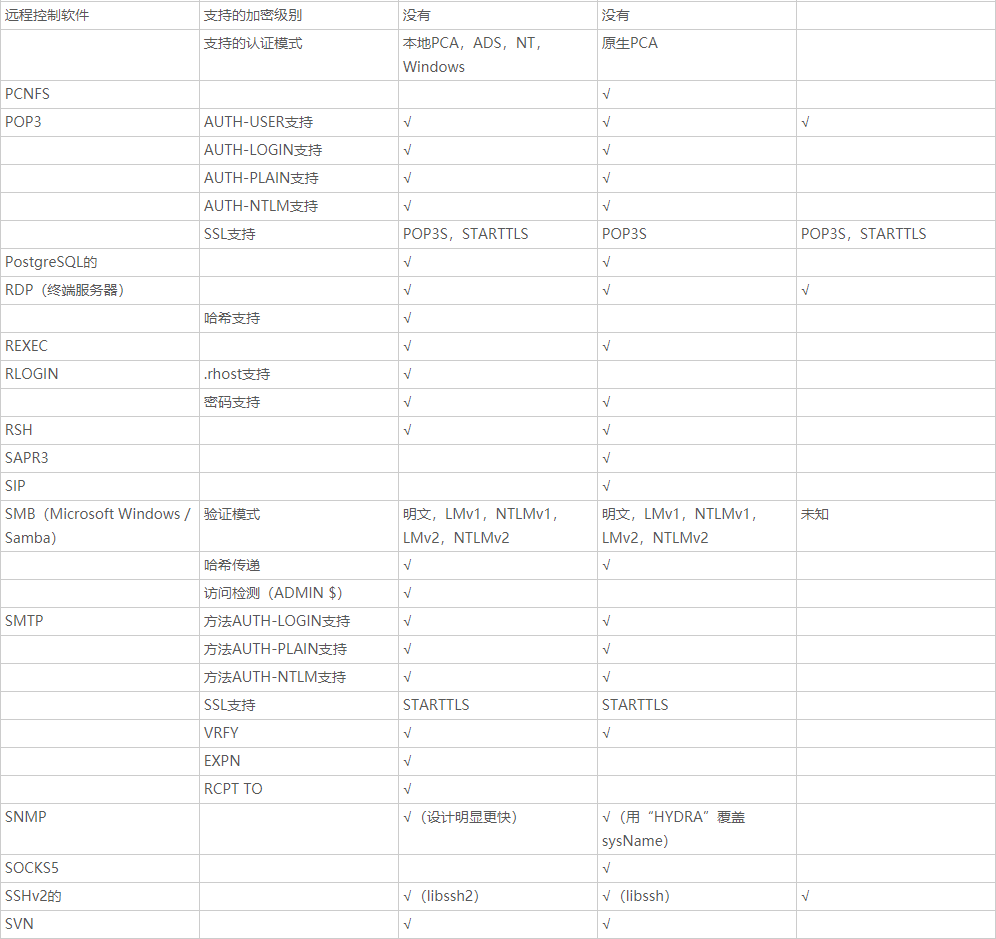 远程控制软件 支持的加密级别 没有 没有
支持的认证模式 本地PCA，ADS，NT， 原生PCA
Windows
PCNFS √
POP3 AUTH-USER支持 √ √ √
AUTH-LOGIN支持 √ √
AUTH-PLAIN支持 √ √
AUTH-NTLM支持 √ √
SSL支持 POP3S，STARTTLS POP3S POP3S，STARTTLS
PostgreSQL的 √ √
RDP（终端服务器） √ √ √
哈希支持 √
REXEC √ √
RLOGIN .rhost支持 √
密码支持 √ √
RSH √ √
SAPR3 √
SIP √
SMB（Microsoft Windows / 验证模式 明文，LMv1，NTLMv1， 明文，LMv1，NTLMv1， 未知
Samba） LMv2，NTLMv2 LMv2，NTLMv2
哈希传递 √ √
访问检测（ADMIN $） √
SMTP 方法AUTH-LOGIN支持 √ √
方法AUTH-PLAIN支持 √ √
方法AUTH-NTLM支持 √ √
SSL支持 STARTTLS STARTTLS
VRFY √ √
EXPN √
RCPT TO √
SNMP √（设计明显更快） √（用“HYDRA”覆盖
sysName）
SOCKS5 √
SSHv2的 √（libssh2） √（libssh） √
SVN √ √